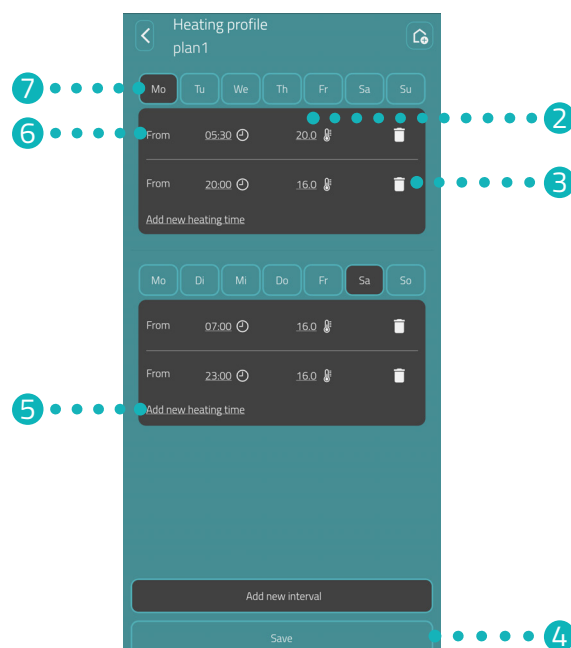 Heating profile
plan1
7 Mo Tu We Th Fr Sa Su
2
6 From 05:30 20.0
3
From 20:00 16.0
Add new heating time
Mo Di Mi Do Fr Sa So
From 07:00 16.0
From 23:00 16.0
5 Add new heating time
Add new interval
Save 4